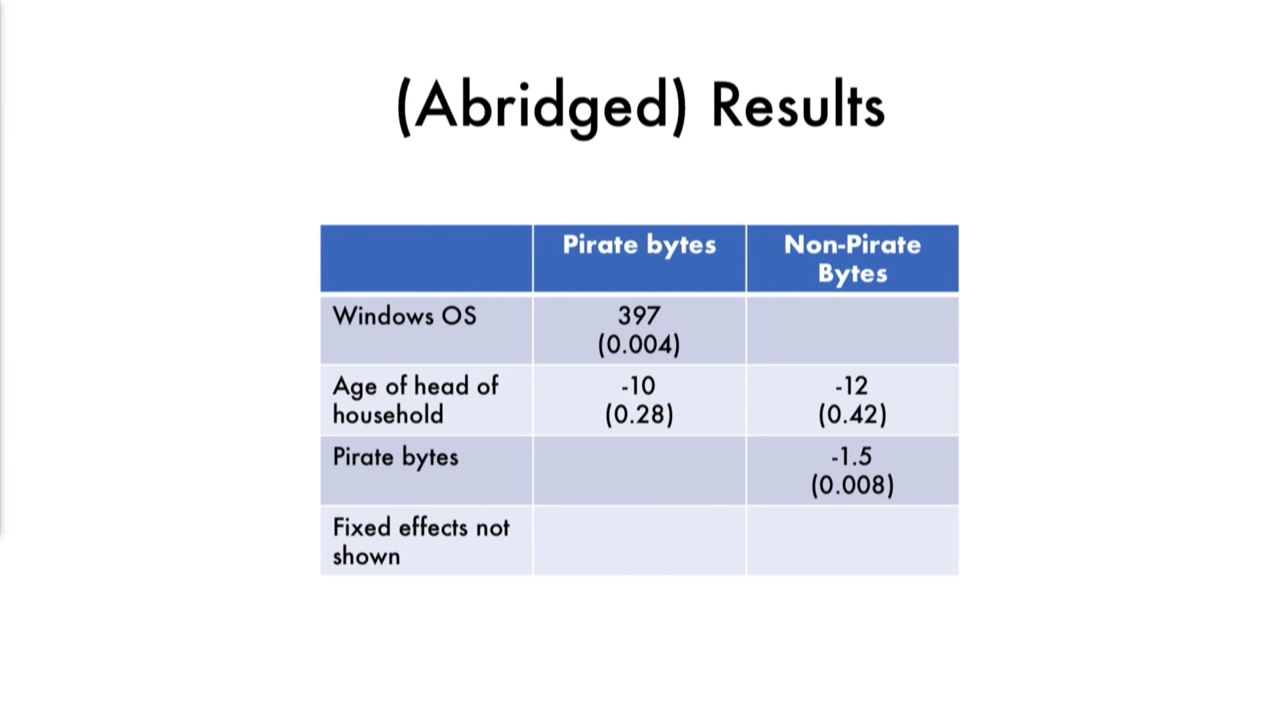 (Abridged) Results
Pirate bytes
Non-Pirate
Bytes
Windows OS
397
(0.004)
Age of head of
household
-10
(0.28)
-12
(0.42)
Pirate bytes
-1.5
(0.008)
Fixed effects not
shown